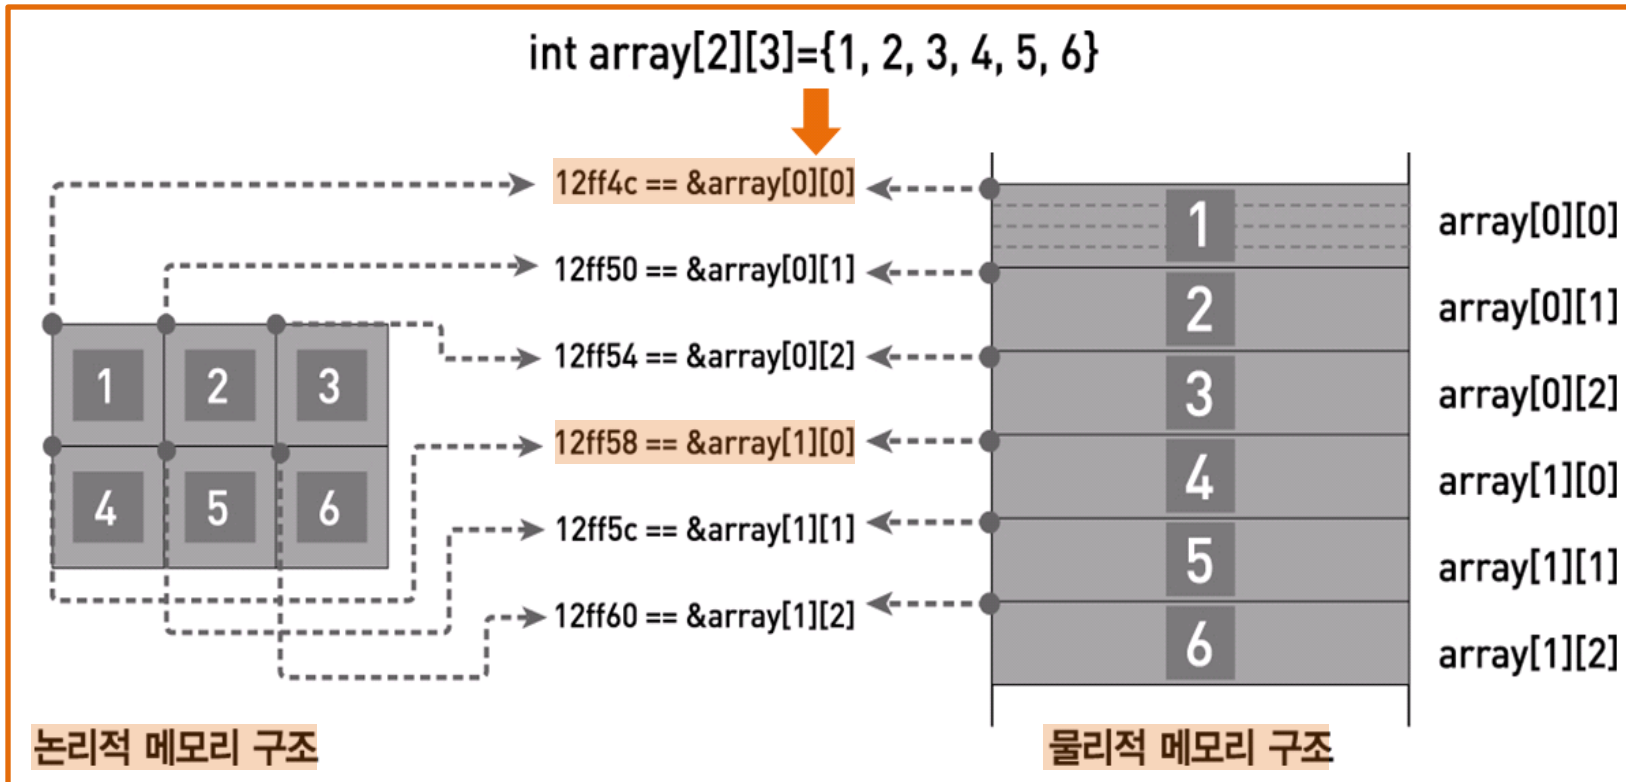 int array[2][3]={1, 2, 3, 4, 5, 6}
12ff4c == &array[0][0]
12ff50 == &array[0][1]
12ff54 == &array[0][2]
12ff58 == &array[1][0]
12ff5c == &array[1][1]
12ff60 == &array[1][2]
1 2 3
4 5 6
논리적 메모리 구조
1 array[0][0]
2 array[0][1]
3 array[0][2]
4 array[1][0]
5 array[1][1]
6 array[1][2]
물리적 메모리 구조